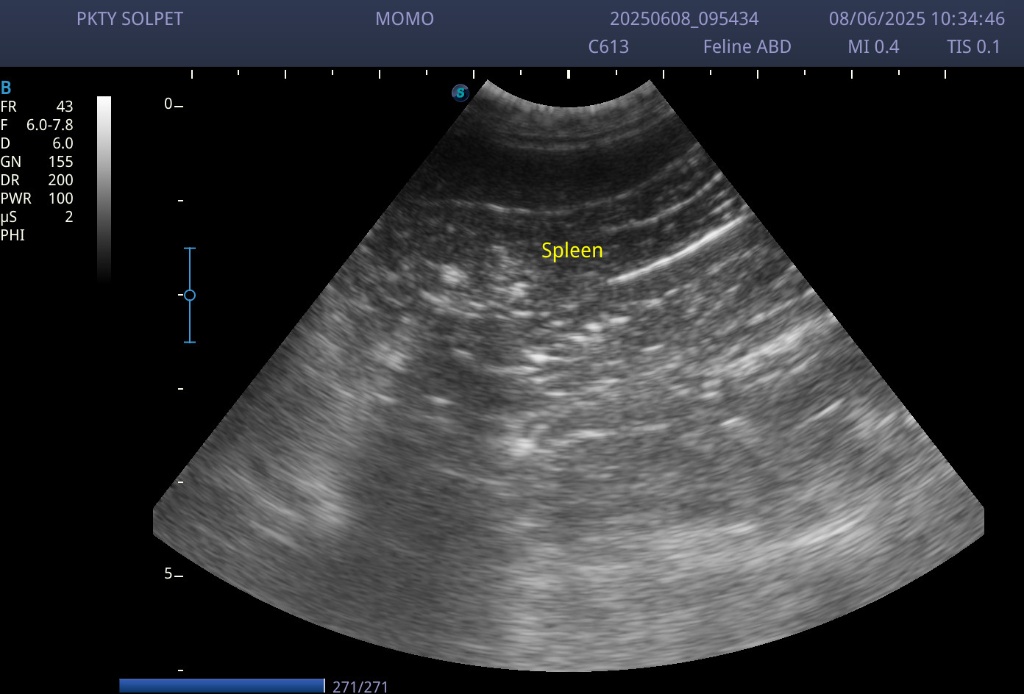 PKTY SOLPET MOMO 20250608_095434 08/06/2025 10:34:46
C613 Feline ABD MI 0.4 TIS 0.1
B
FR 43
F 6.0-7.8
D 6.0
GN 155
DR 200
PWR 100
µS 2
PHI
S
0
Spleen
5
271/271